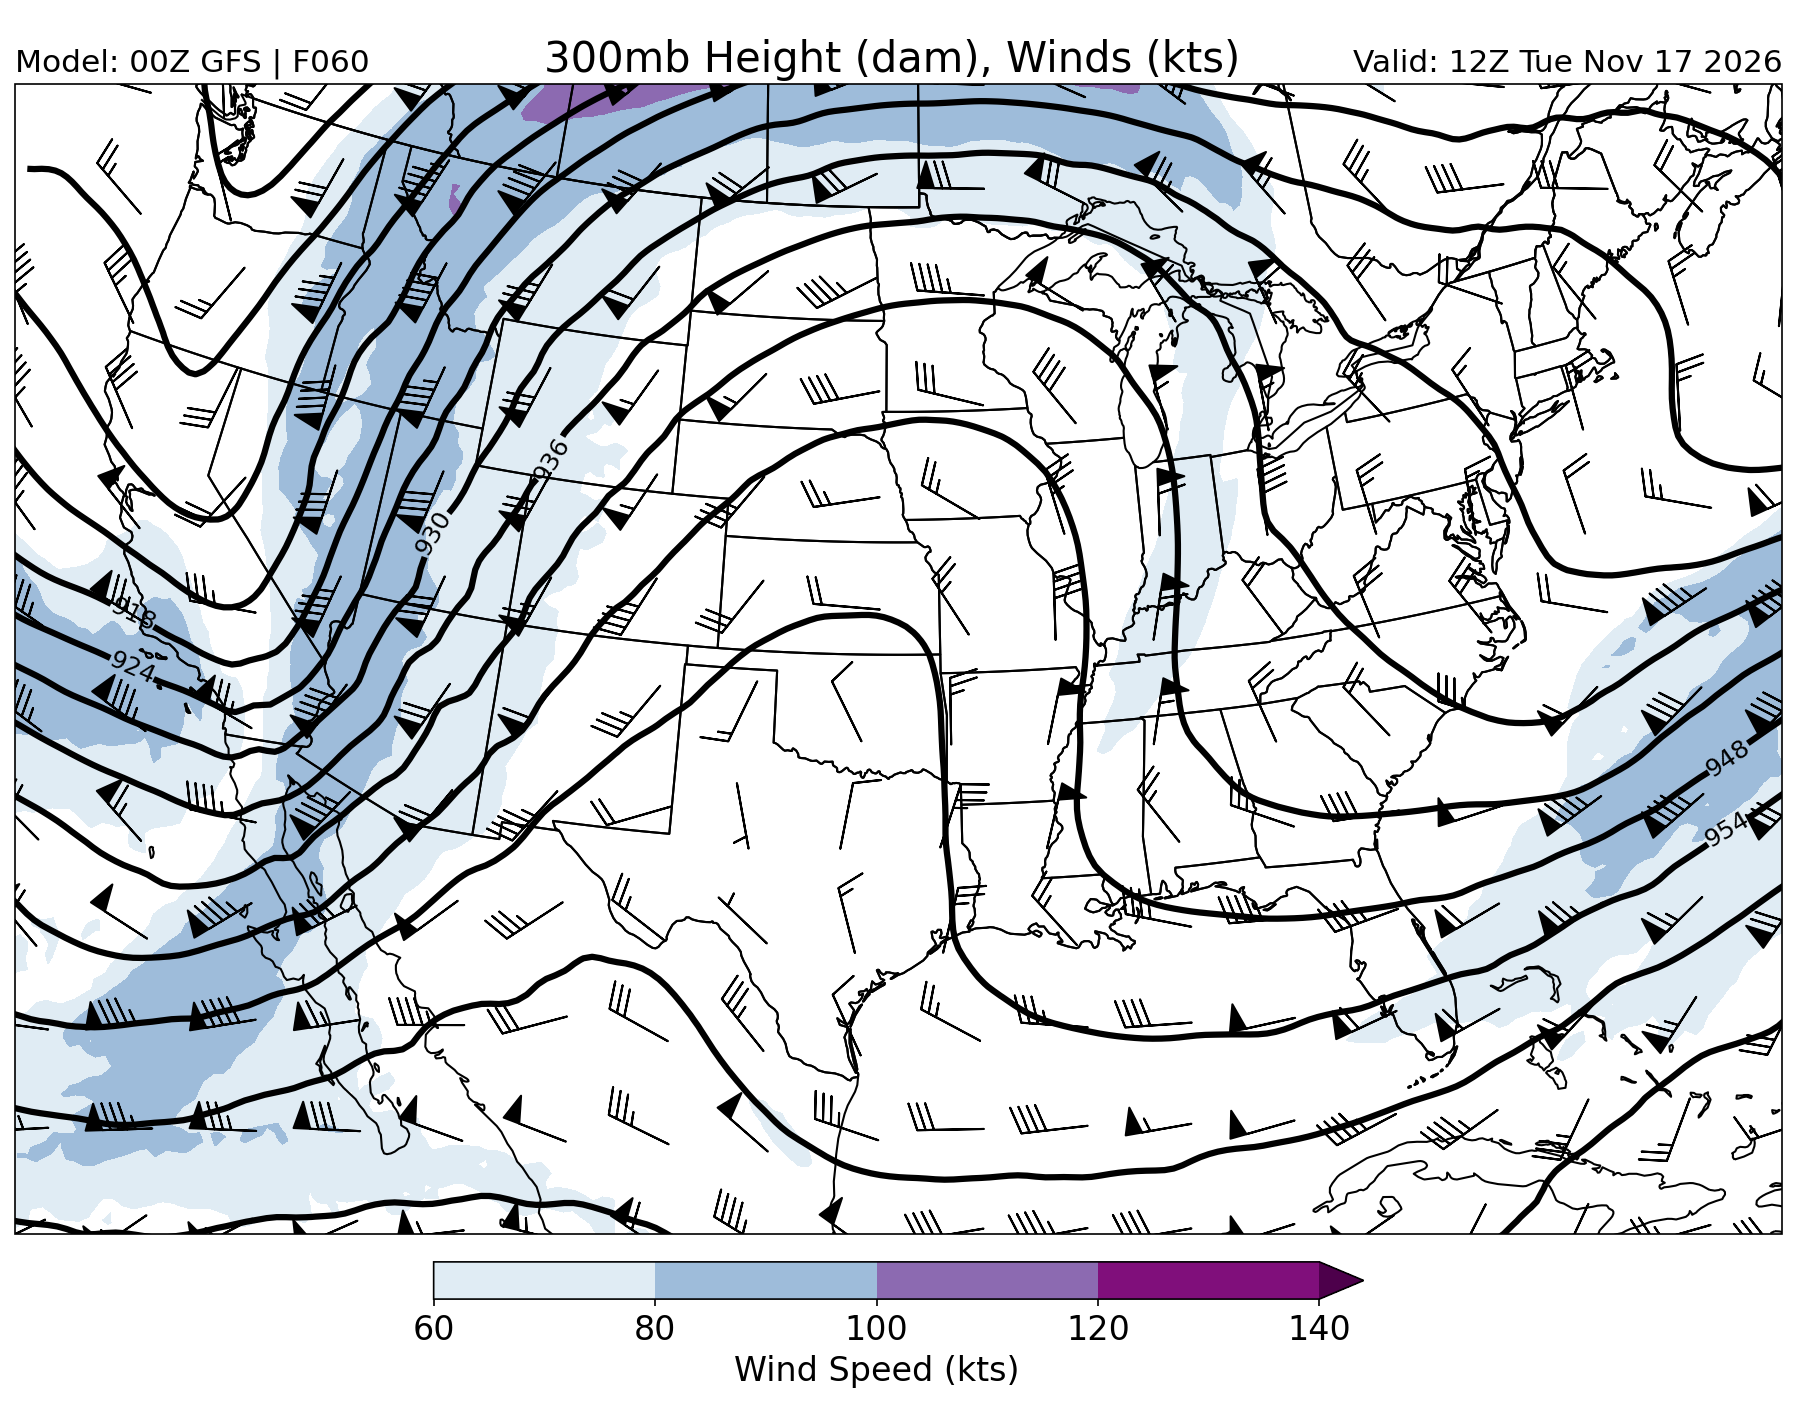 Model: 00Z GFS | F060
300mb Height (dam), Winds (kts)
Valid: 12Z Tue Nov 17 2026
936
930
918
924
948
954
60 80 100 120 140
Wind Speed (kts)